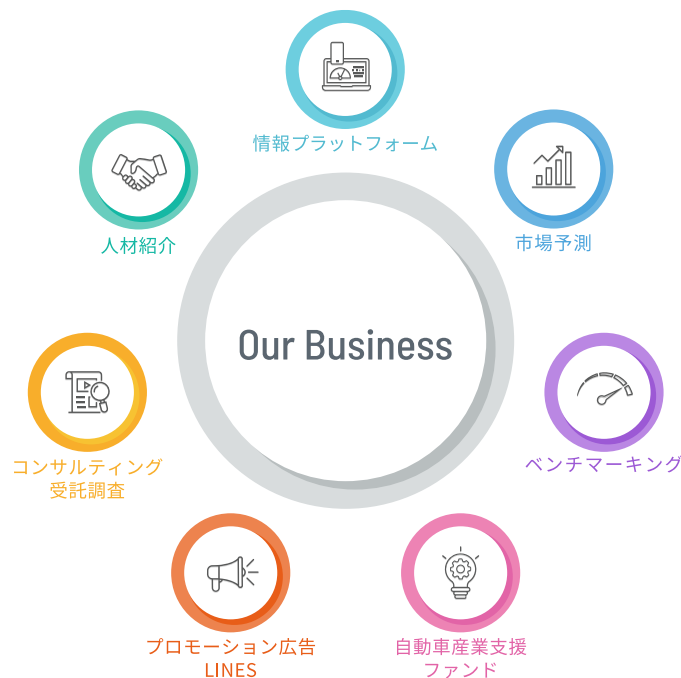 情報プラットフォーム
人材紹介
市場予測
Our Business
コンサルティング
受託調査
ベンチマーキング
プロモーション広告
LINES
自動車産業支援
ファンド